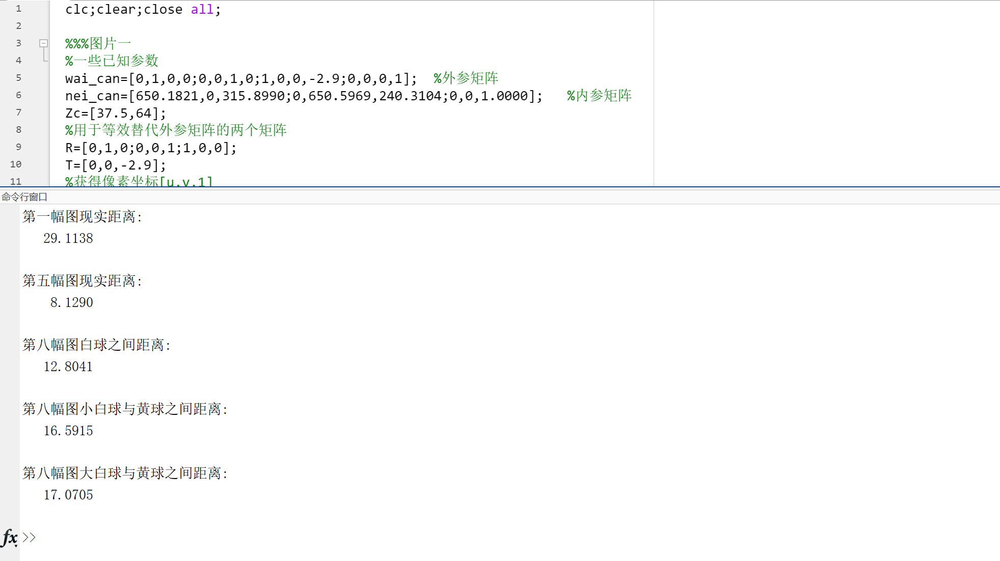 1 clc;clear;close all;
2
3 %%%图片一
4 %一些已知参数
5 wai_can=[0,1,0,0;0,0,1,0;1,0,0,-2.9;0,0,0,1];  %外参矩阵
6 nei_can=[650.1821,0,315.8990;0,650.5969,240.3104;0,0,1.0000];   %内参矩阵
7 Zc=[37.5,64];
8 %用于等效替代外参矩阵的两个矩阵
9 R=[0,1,0;0,0,1;1,0,0];
10 T=[0,0,-2.9];
11 %获得像素坐标[u,v,1]
命令行窗口
第一幅图现实距离:
29.1138
第五幅图现实距离:
8.1290
第八幅图白球之间距离:
12.8041
第八幅图小白球与黄球之间距离:
16.5915
第八幅图大白球与黄球之间距离:
17.0705
fx >>